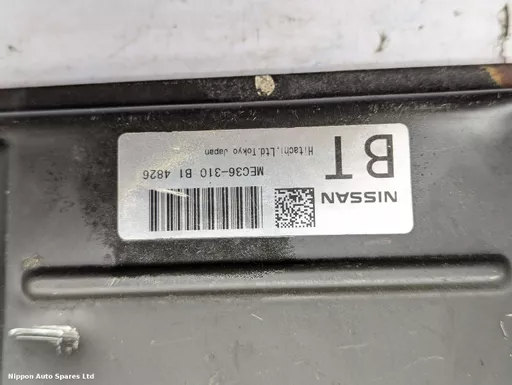 NISSAN
BT
MEC36-310 B1 4826
Hitachi,Ltd.Tokyo Japan
Nippon Auto Spares Ltd